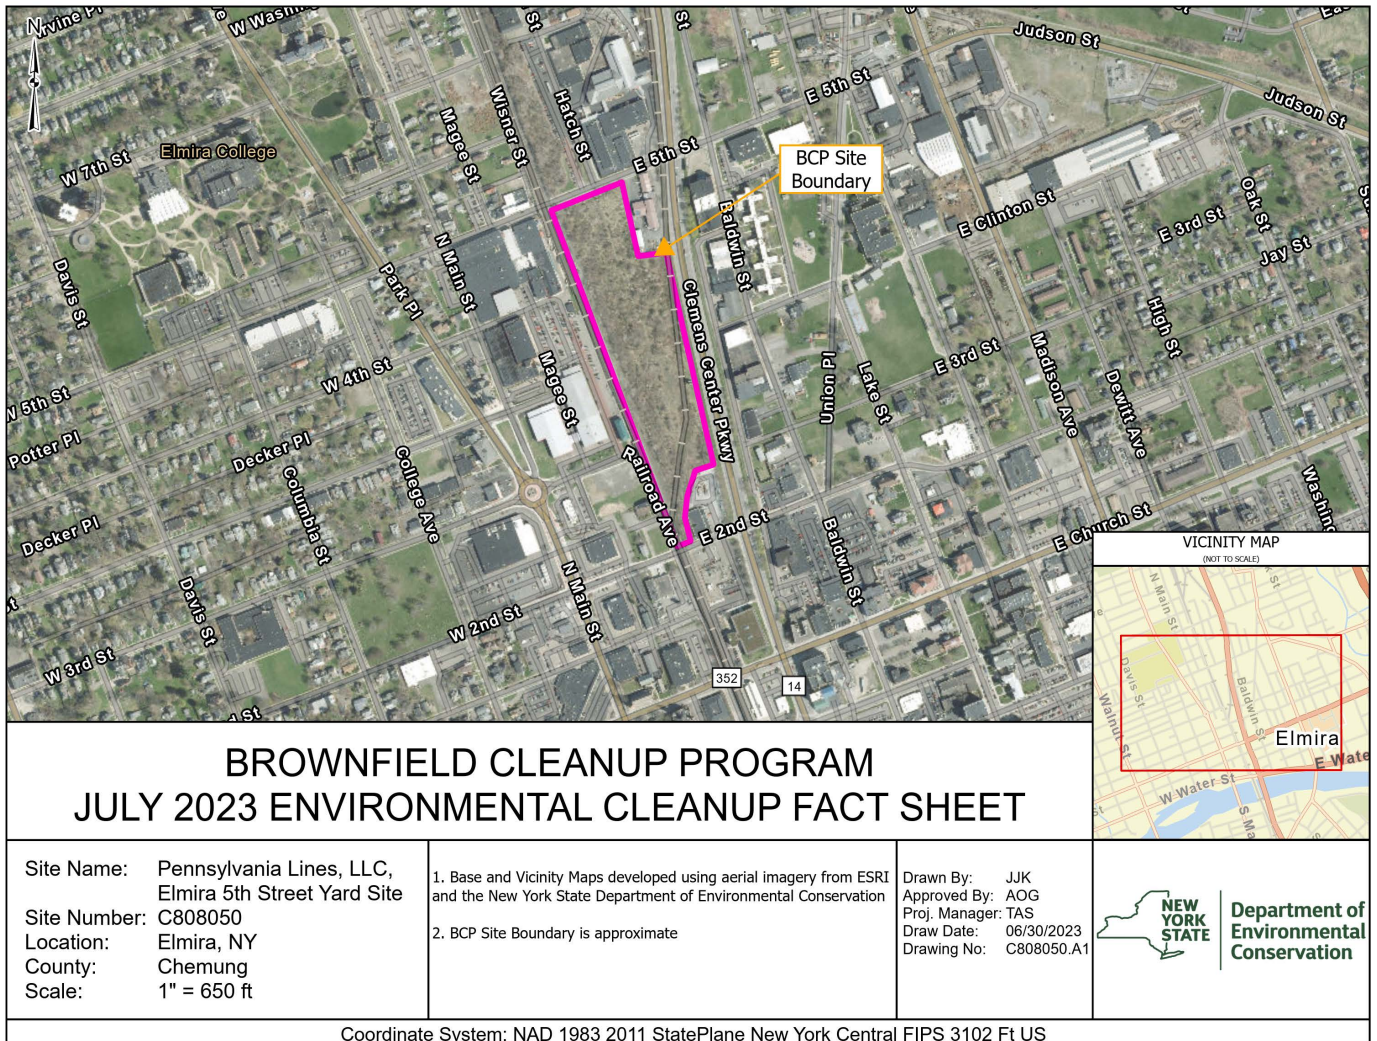 N
Irvine Pl
W 7th St
Elmira College
Magee St
Wisner St
Hatch St
St
E 5th St
E 5th St
Judson St
Judson St
BCP Site
Boundary
Baldwin St
E Clinton St
E 3rd St
Oak St
Jay St
Davis St
N Main St
Park Pl
Clemens Center Pkwy
High St
W 4th St
W 5th St
Potter Pl
Magee St
Union Pl
Lake St
E 3rd St
Madison Ave
Dewitt Ave
Decker Pl
Columbia St
College Ave
Railroad Ave
Decker Pl
E 2nd St
Baldwin St
E Church St
Davis St
N Main St
W 2nd St
W 3rd St
352
14
VICINITY MAP
(NOT TO SCALE)
N Main St
Davis St
Walnut St
Baldwin St
Elmira
E Wate
W Water St
S Ma
BROWNFIELD CLEANUP PROGRAM
JULY 2023 ENVIRONMENTAL CLEANUP FACT SHEET
Site Name: Pennsylvania Lines, LLC,
Elmira 5th Street Yard Site
Site Number: C808050
Location: Elmira, NY
County: Chemung
Scale: 1" = 650 ft
1. Base and Vicinity Maps developed using aerial imagery from ESRI
and the New York State Department of Environmental Conservation
2. BCP Site Boundary is approximate
Drawn By: JJK
Approved By: AOG
Proj. Manager: TAS
Draw Date: 06/30/2023
Drawing No: C808050.A1
NEW
YORK
STATE
Department of
Environmental
Conservation
Coordinate System: NAD 1983 2011 StatePlane New York Central FIPS 3102 Ft US